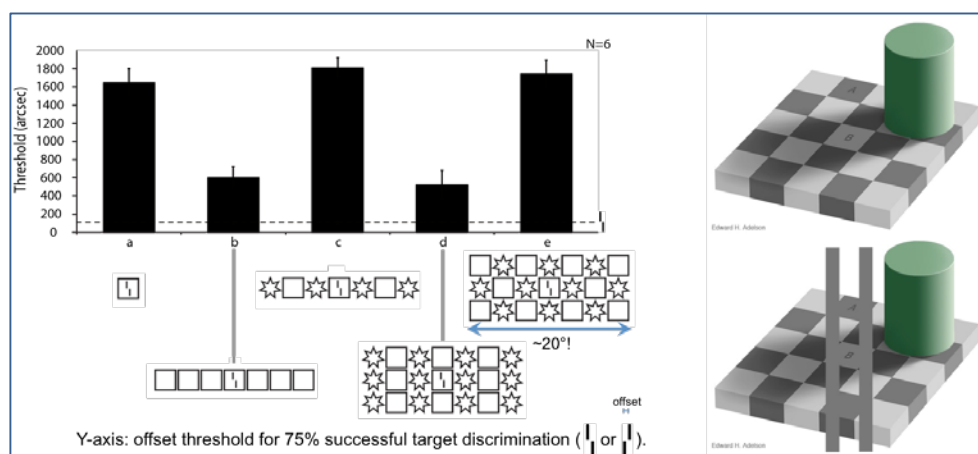 N=6
Threshold (arcsec)
2000
1800
1600
1400
1200
1000
800
600
400
200
0
a
b
c
d
e
~20°!
offset
Y-axis: offset threshold for 75% successful target discrimination ( or ).
A
Edward H. Adelson
A
B
Edward H. Adelson